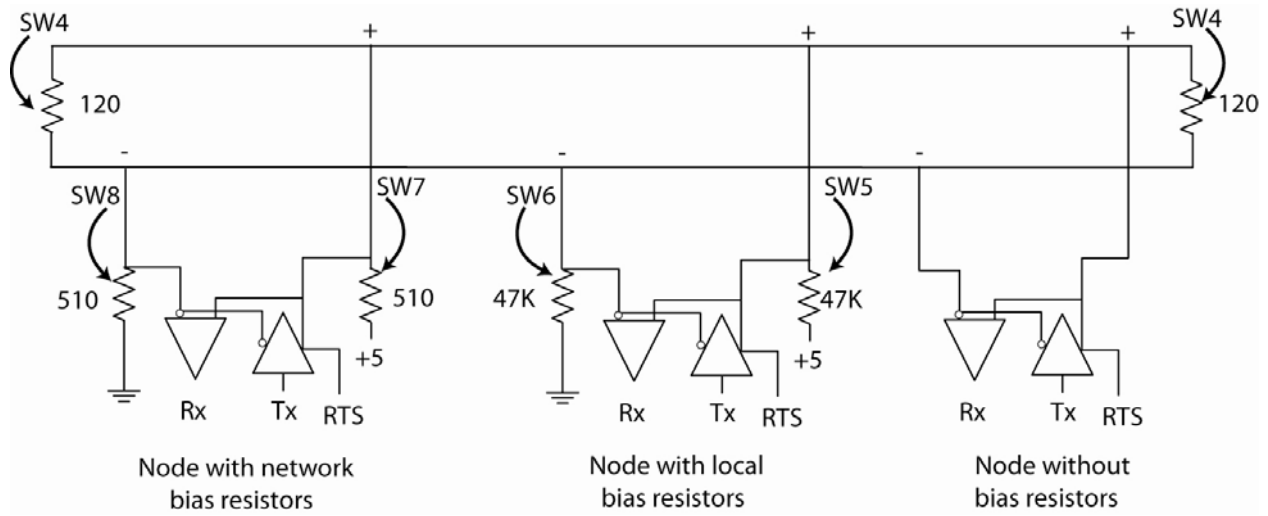 SW4
SW4
+
+
+
120
120
-
-
-
SW8
SW7
SW6
SW5
510
510
47K
47K
+5
+5
Rx
Tx
RTS
Rx
Tx
RTS
Rx
Tx
RTS
Node with network
bias resistors
Node with local
bias resistors
Node without
bias resistors